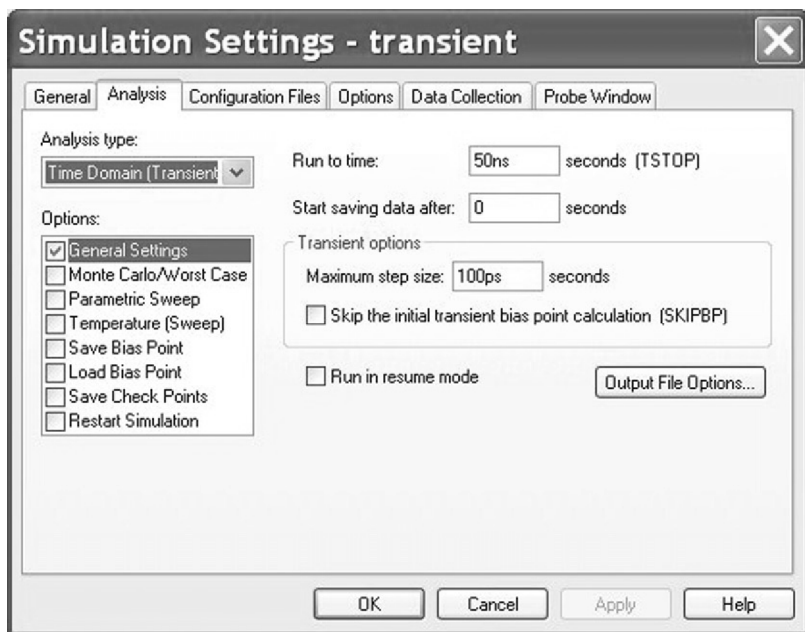 Simulation Settings - transient
General Analysis Configuration Files Options Data Collection Probe Window
Analysis type:
Time Domain (Transient
Run to time: 50ns seconds (TSTOP)
Start saving data after: 0 seconds
Options:
General Settings
Monte Carlo/Worst Case
Parametric Sweep
Temperature (Sweep)
Save Bias Point
Load Bias Point
Save Check Points
Restart Simulation
Transient options
Maximum step size: 100ps seconds
Skip the initial transient bias point calculation (SKIPBP)
Run in resume mode
Output File Options...
OK Cancel Apply Help